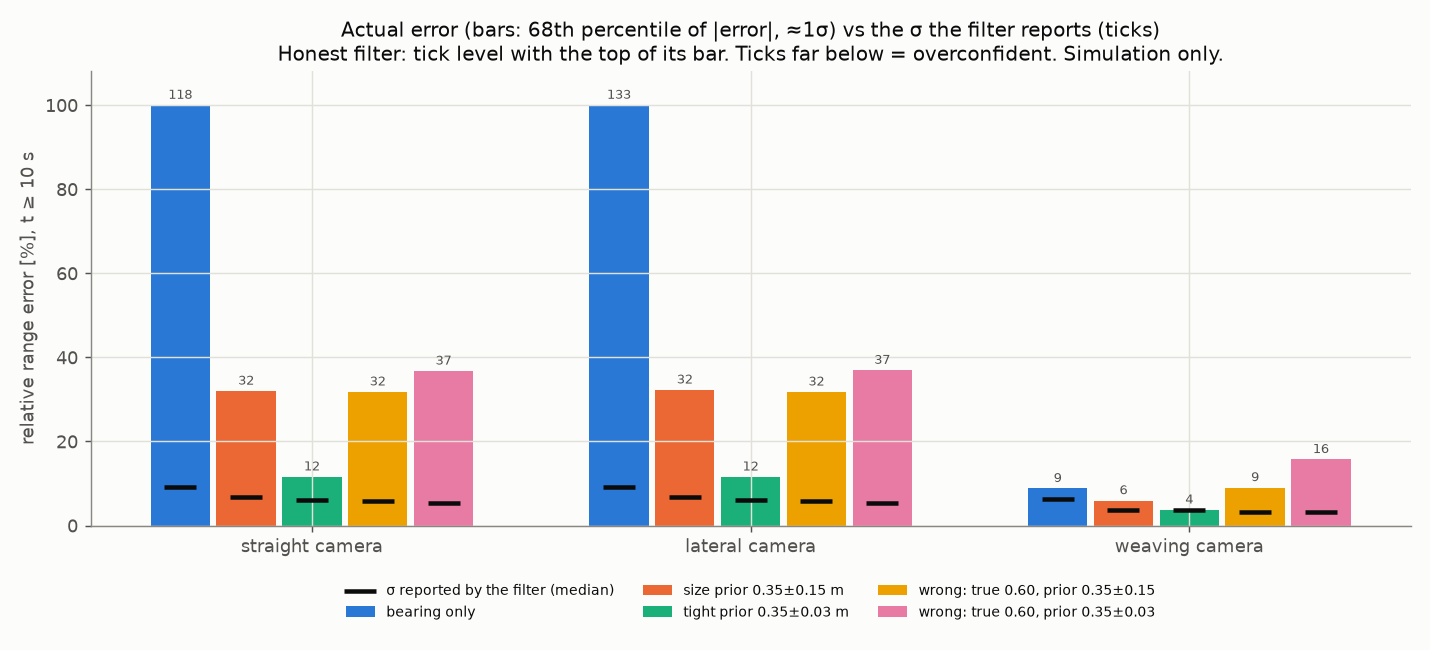 Actual error (bars: 68th percentile of |error|, ≈1σ) vs the σ the filter reports (ticks)
Honest filter: tick level with the top of its bar. Ticks far below = overconfident. Simulation only.
relative range error [%], t ≥ 10 s
100
80
60
40
20
0
118
32
12
32
37
133
32
12
32
37
9
6
4
9
16
straight camera
lateral camera
weaving camera
σ reported by the filter (median)
bearing only
size prior 0.35±0.15 m
tight prior 0.35±0.03 m
wrong: true 0.60, prior 0.35±0.15
wrong: true 0.60, prior 0.35±0.03